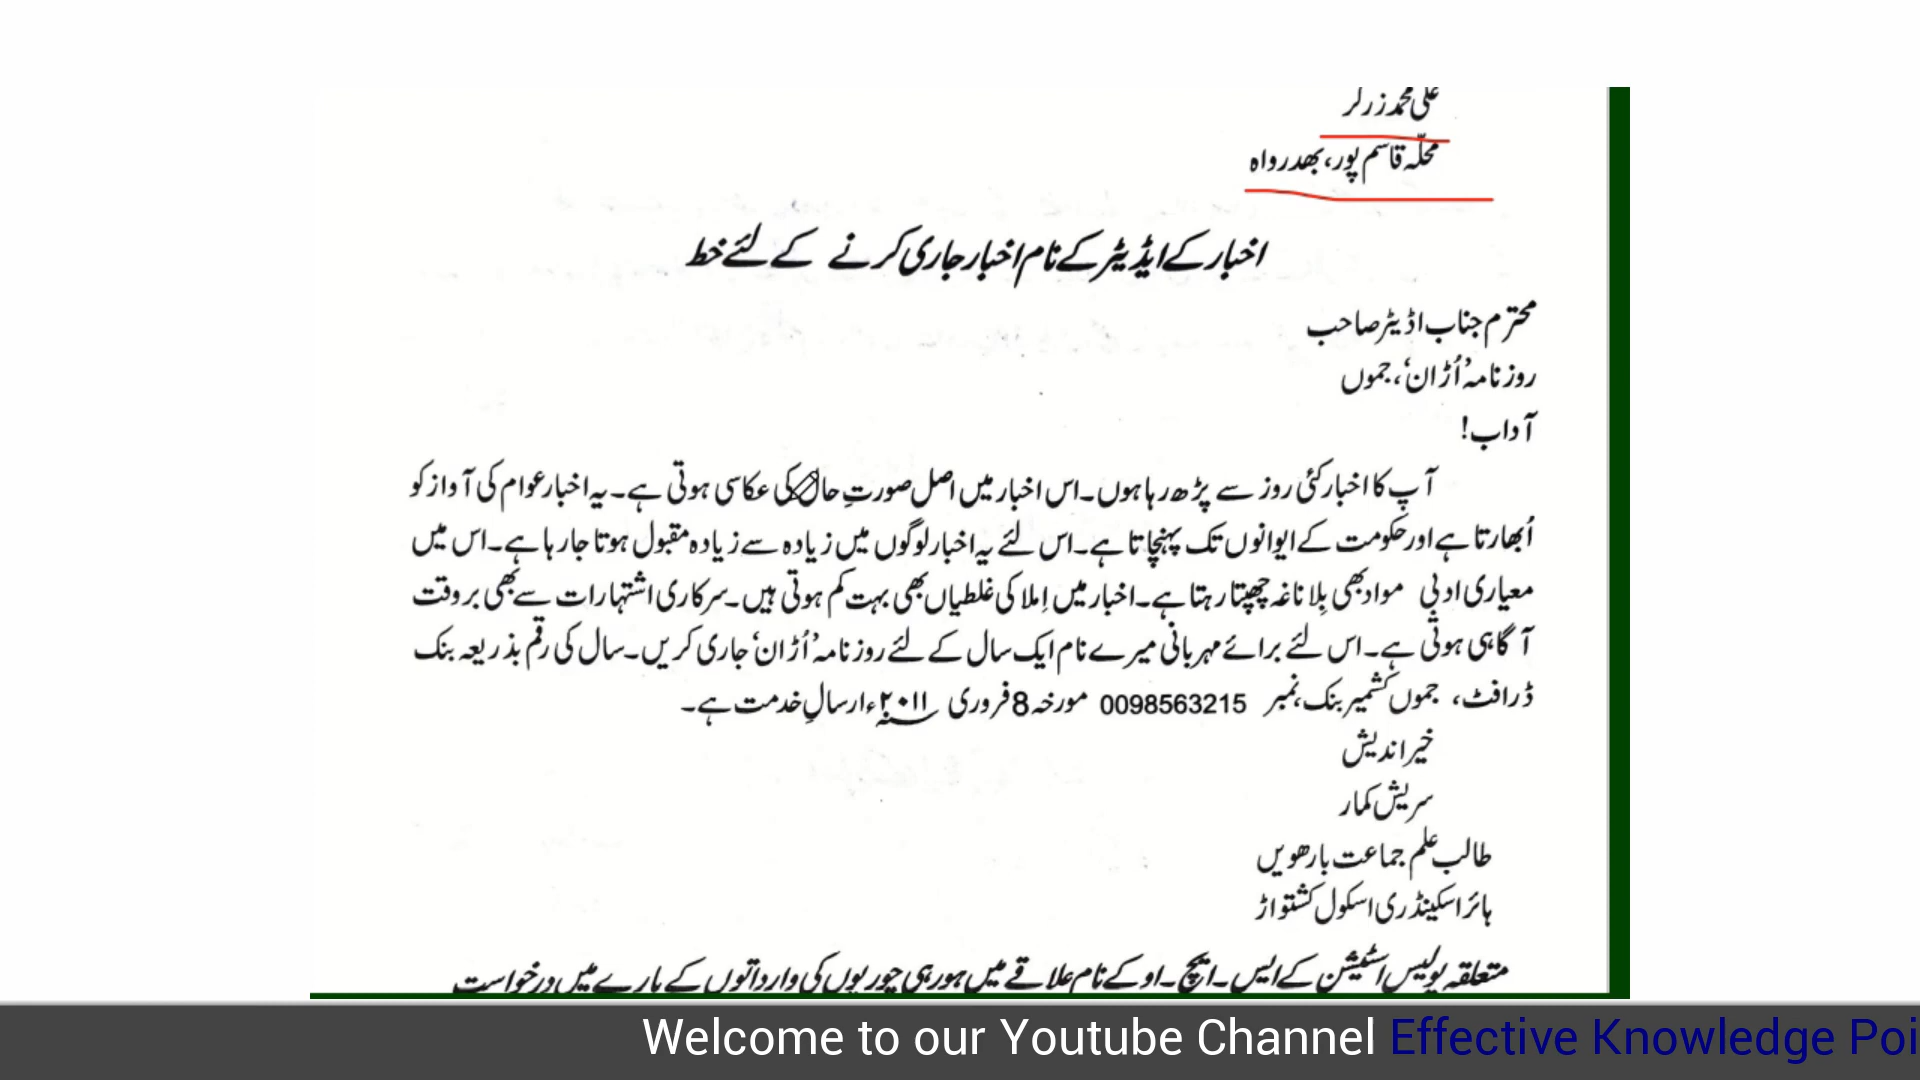 علی محمد زرگر
محلّہ قاسم پور، بھدرواہ
اخبار کے ایڈیٹر کے نام اخبار جاری کرنے کے لئے خط
محترم جناب اڈیٹر صاحب
روزنامہ ’اُڑان‘، جموں
آداب!
آپ کا اخبار کئی روز سے پڑھ رہا ہوں۔ اس اخبار میں اصل صورتِ حال کی عکاسی ہوتی ہے۔ یہ اخبار عوام کی آواز کو
اُبھارتا ہے اور حکومت کے ایوانوں تک پہنچاتا ہے۔ اس لئے یہ اخبار لوگوں میں زیادہ سے زیادہ مقبول ہوتا جا رہا ہے۔ اس میں
معیاری ادبی مواد بھی بِلا ناغہ چھپتا رہتا ہے۔ اخبار میں اِملا کی غلطیاں بھی بہت کم ہوتی ہیں۔ سرکاری اشتہارات سے بھی بروقت
آگاہی ہوتی ہے۔ اس لئے برائے مہربانی میرے نام ایک سال کے لئے روزنامہ ’اُڑان‘ جاری کریں۔ سال کی رقم بذریعہ بنک
ڈرافٹ، جموں کشمیر بنک، نمبر 0098563215 مورخہ 8 فروری ۲۰۱۱ء ارسالِ خدمت ہے۔
خیر اندیش
سریش کمار
طالب علم جماعت بارھویں
ہائر اسکینڈری اسکول کشتواڑ
متعلقہ پولیس اسٹیشن کے ایس۔ ایچ۔ او کے نام علاقے میں ہو رہی چوریوں کی وارداتوں کے بارے میں درخواست
Welcome to our Youtube Channel Effective Knowledge Poi